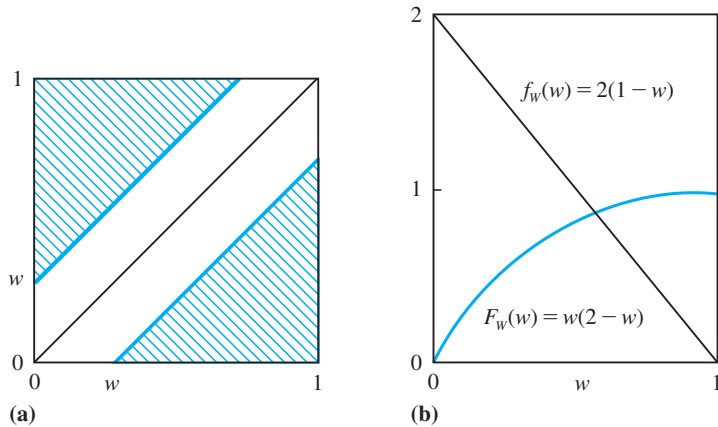 1
w
0
0
w
1
(a)
2
f_W(w) = 2(1 − w)
1
F_W(w) = w(2 − w)
0
0
w
1
(b)